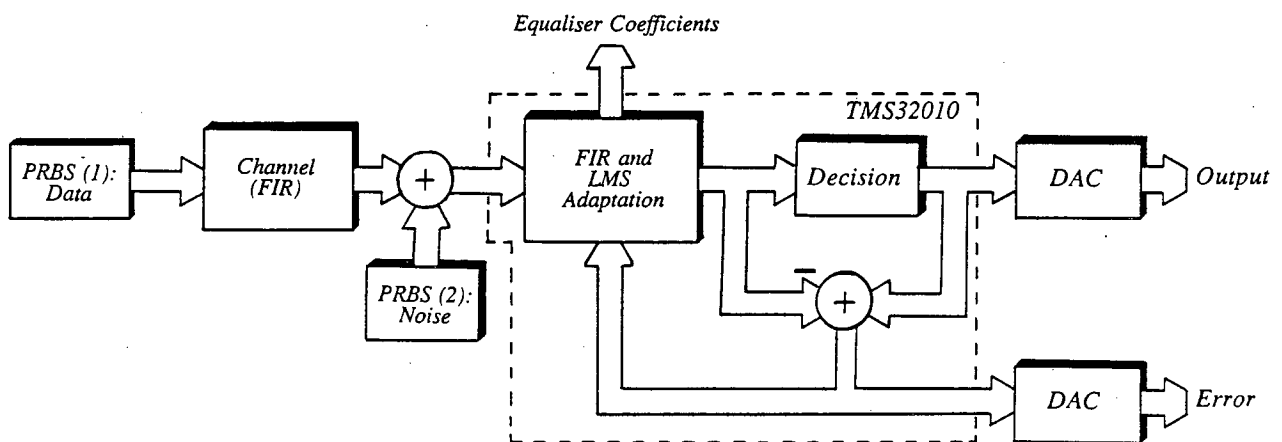 Equaliser Coefficients
TMS32010
PRBS (1):
Data
Channel
(FIR)
+
FIR and
LMS
Adaptation
Decision
DAC
Output
PRBS (2):
Noise
−
+
DAC
Error